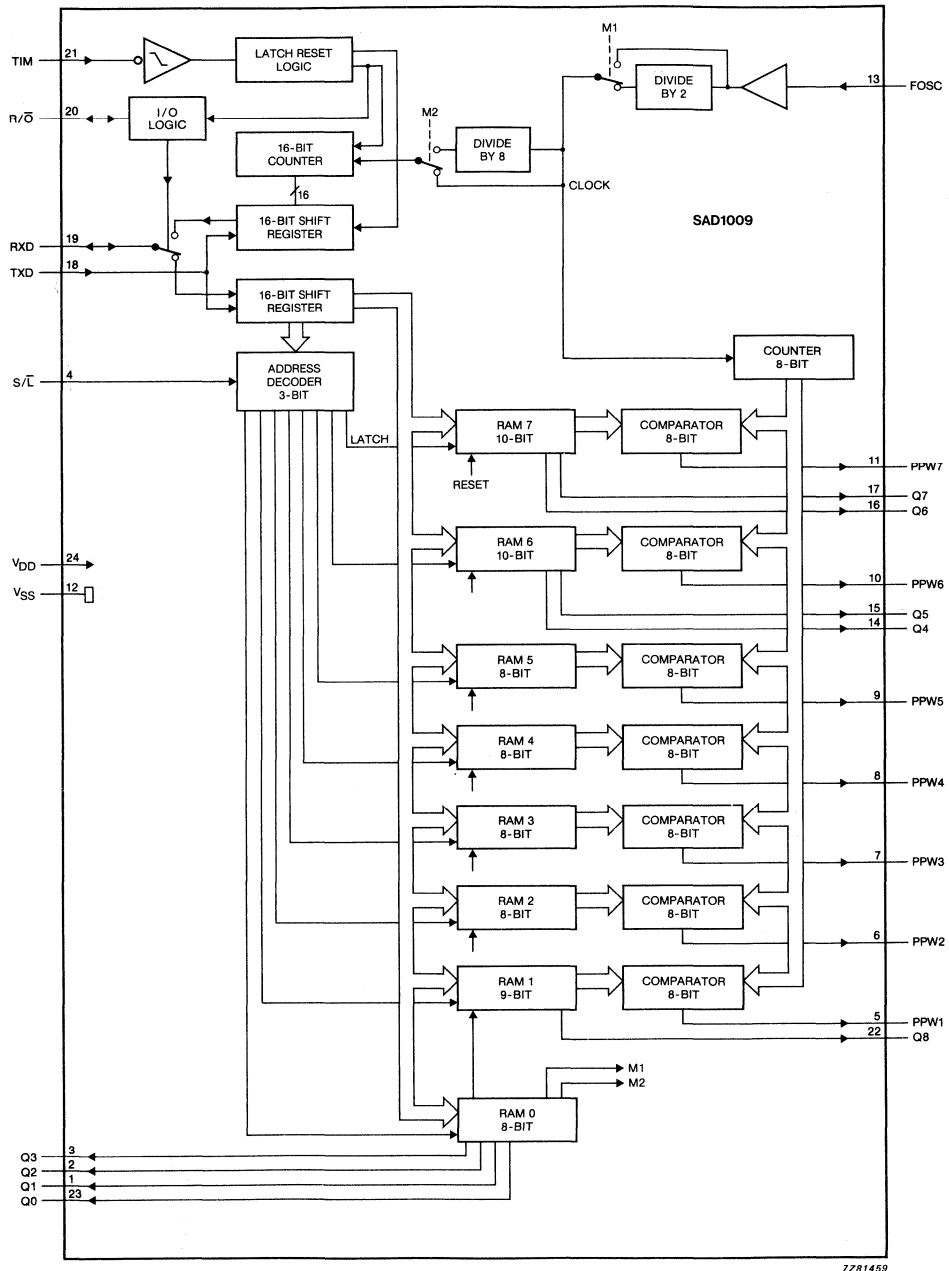 TIM
21
LATCH RESET
LOGIC
M1
DIVIDE
BY 2
13
FOSC
R/O̅
20
I/O
LOGIC
M2
16-BIT
COUNTER
DIVIDE
BY 8
16
CLOCK
SAD1009
16-BIT SHIFT
REGISTER
RXD
19
TXD
18
16-BIT SHIFT
REGISTER
COUNTER
8-BIT
S/L̅
4
ADDRESS
DECODER
3-BIT
LATCH
RAM 7
10-BIT
COMPARATOR
8-BIT
11
PPW7
RESET
17
Q7
16
Q6
RAM 6
10-BIT
COMPARATOR
8-BIT
VDD
24
10
PPW6
VSS
12
15
Q5
14
Q4
RAM 5
8-BIT
COMPARATOR
8-BIT
9
PPW5
RAM 4
8-BIT
COMPARATOR
8-BIT
8
PPW4
RAM 3
8-BIT
COMPARATOR
8-BIT
7
PPW3
RAM 2
8-BIT
COMPARATOR
8-BIT
6
PPW2
RAM 1
9-BIT
COMPARATOR
8-BIT
5
PPW1
22
Q8
M1
M2
RAM 0
8-BIT
Q3
3
Q2
2
Q1
1
Q0
23
7Z81459